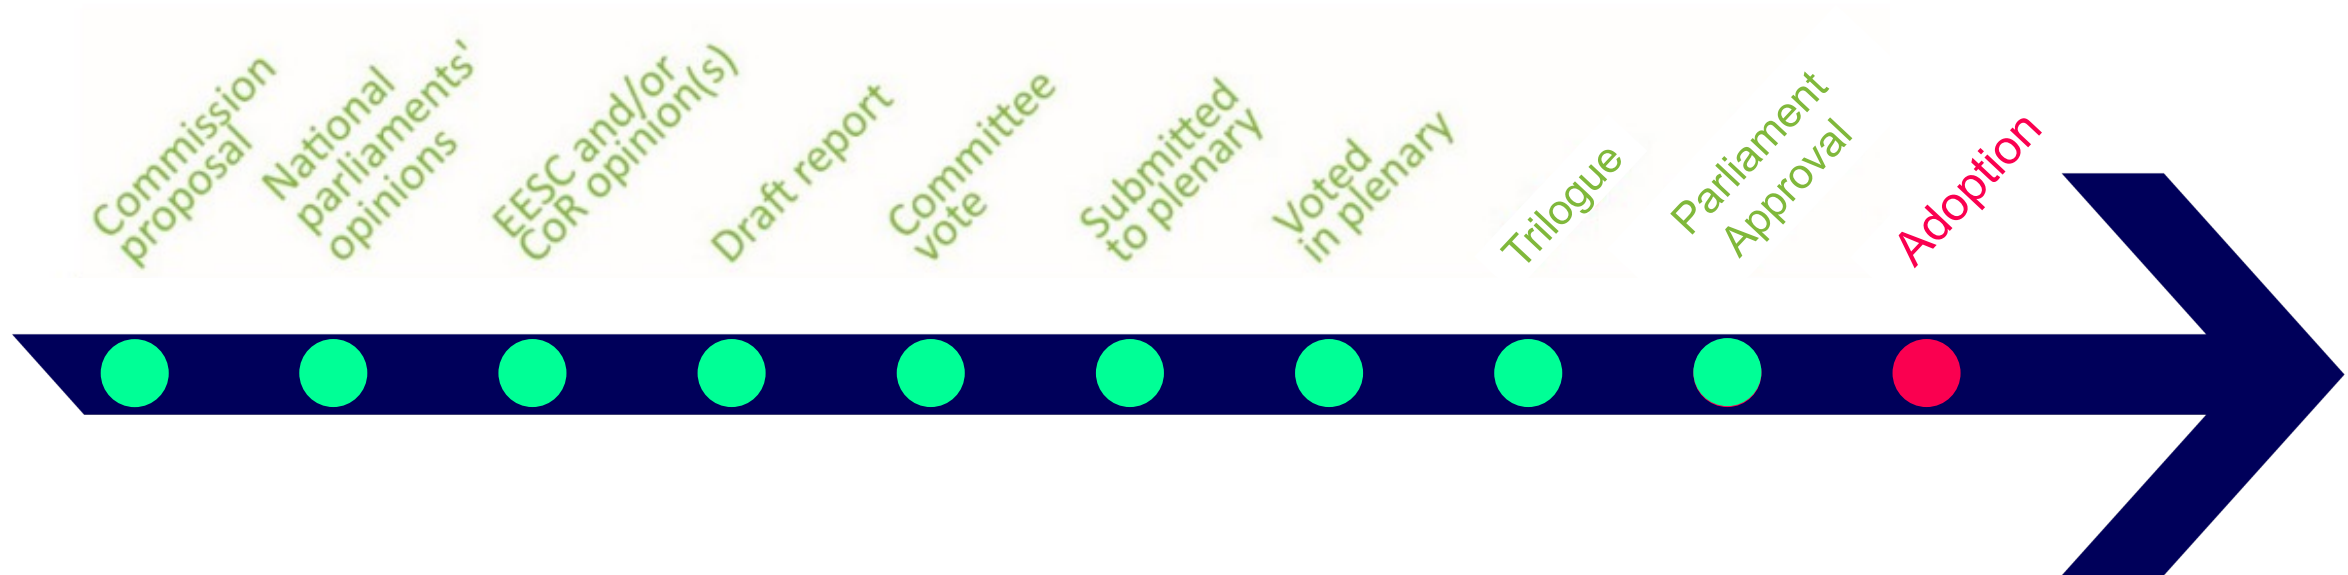 Commission
proposal
National
parliaments'
opinions
EESC and/or
CoR opinion(s)
Draft report
Committee
vote
Submitted
to plenary
Voted
in plenary
Trilogue
Parliament
Approval
Adoption